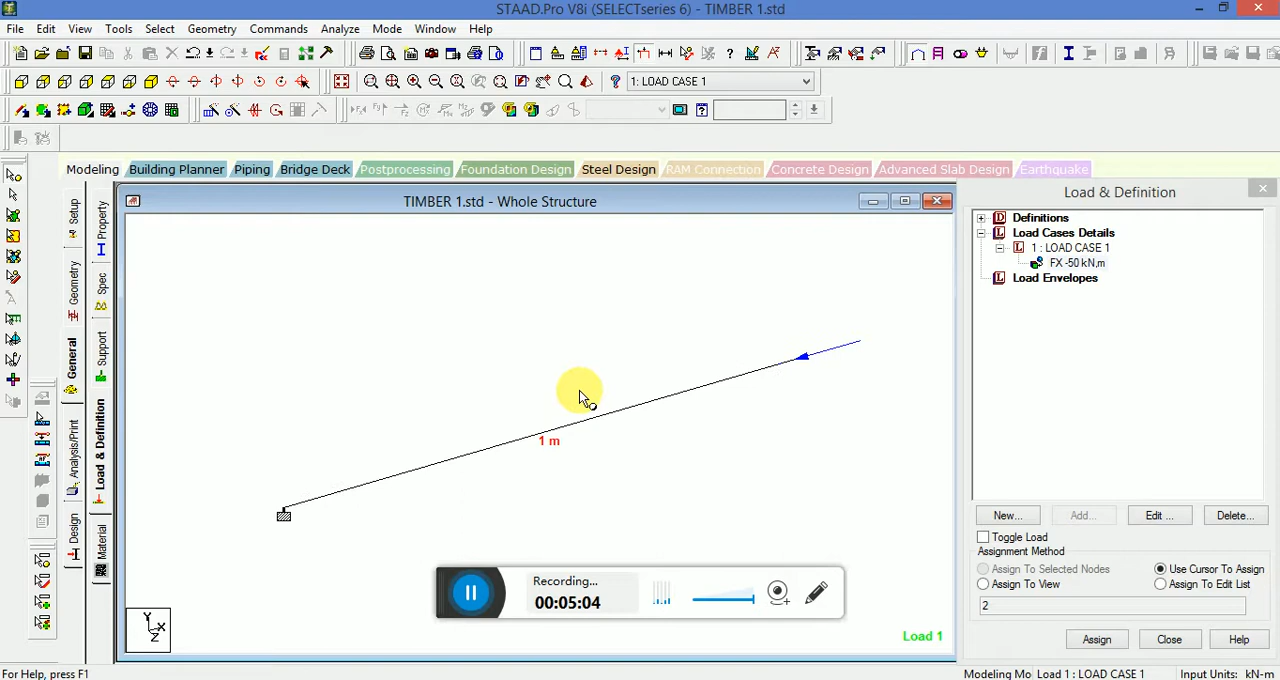 STAAD.Pro V8i (SELECTseries 6) - TIMBER 1.std
File Edit View Tools Select Geometry Commands Analyze Mode Window Help
1: LOAD CASE 1
Modeling Building Planner Piping Bridge Deck Postprocessing Foundation Design Steel Design RAM Connection Concrete Design Advanced Slab Design Earthquake
Setup
Geometry
General
Analysis/Print
Design
Property
Spec
Support
Load & Definition
Material
TIMBER 1.std - Whole Structure
1 m
Y
X
Z
Load 1
Recording...
00:05:04
Load & Definition
Definitions
Load Cases Details
1 : LOAD CASE 1
FX -50 kN,m
Load Envelopes
New... Add... Edit ... Delete...
Toggle Load
Assignment Method
Assign To Selected Nodes Use Cursor To Assign
Assign To View Assign To Edit List
2
Assign Close Help
For Help, press F1
Modeling Mo Load 1 : LOAD CASE 1 Input Units: kN-m